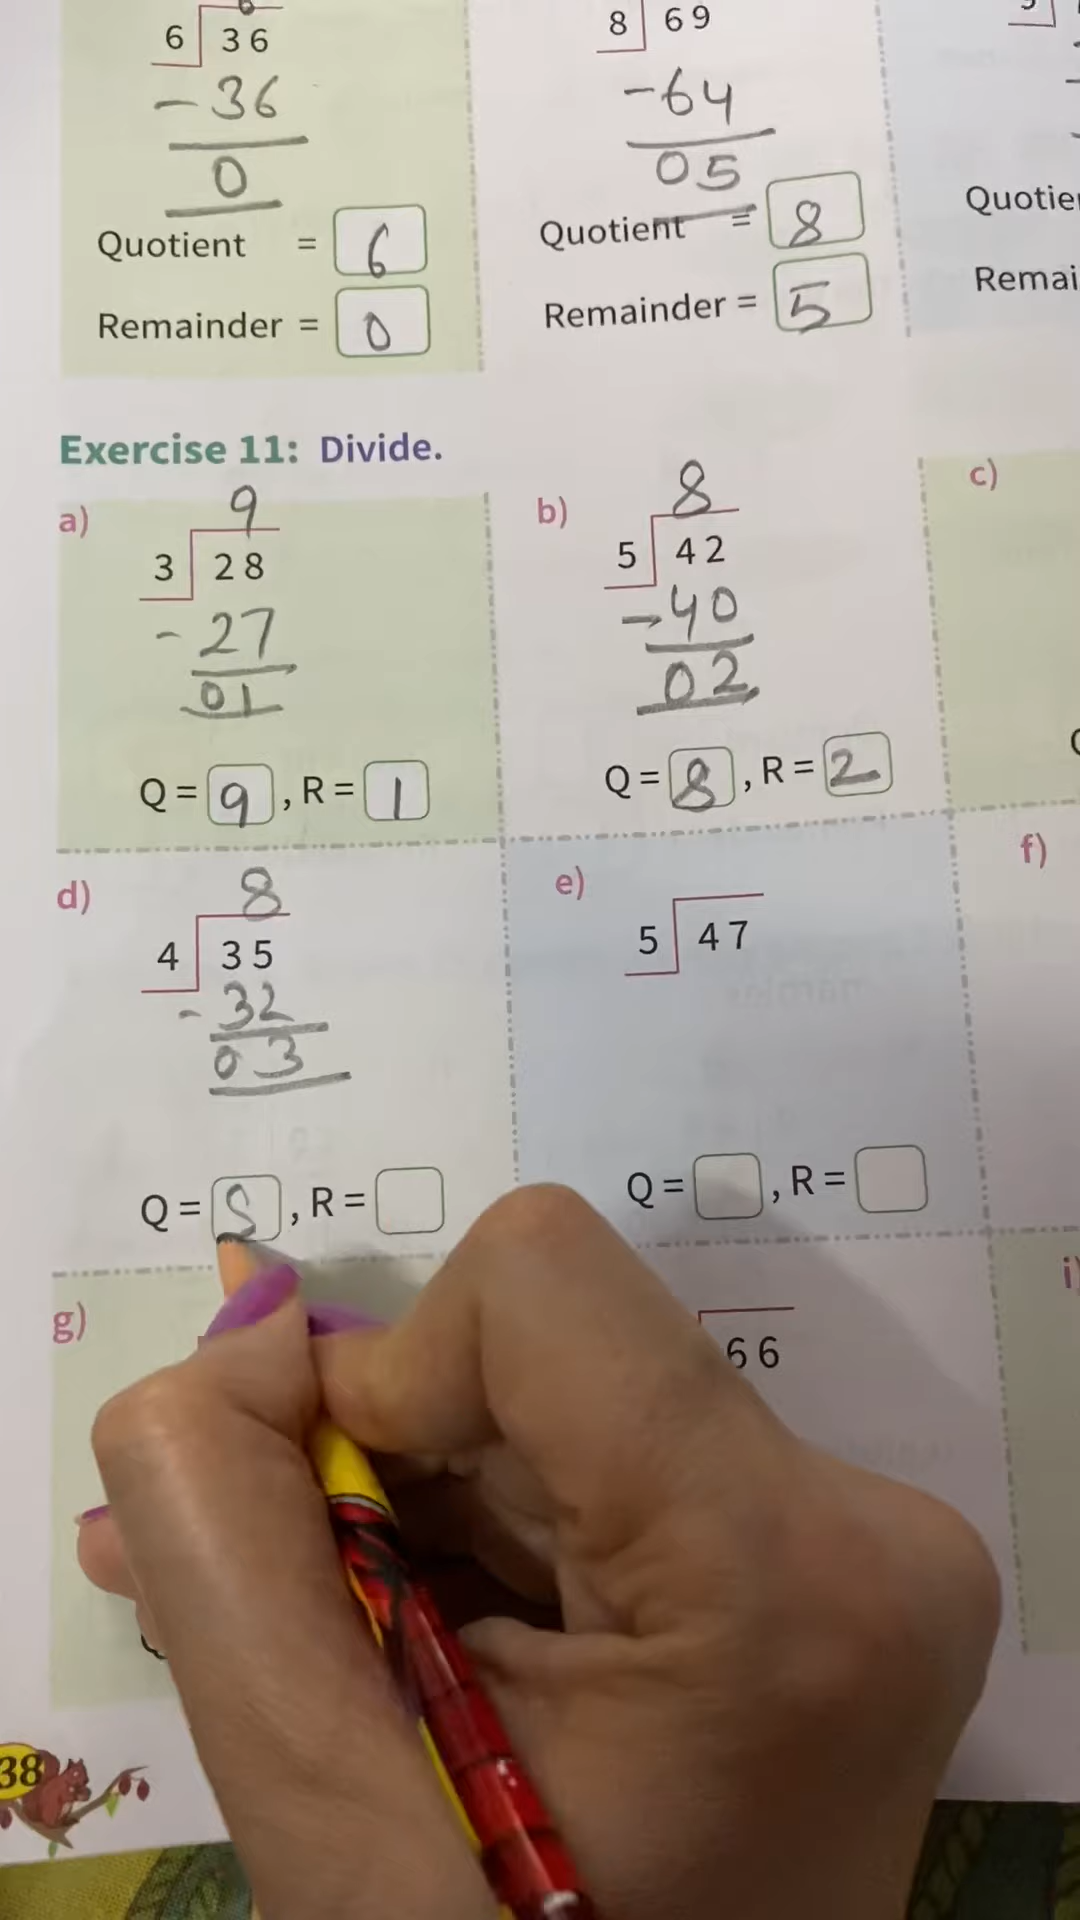 6 36
-36
0
Quotient = 6
Remainder = 0
8 69
-64
05
Quotient = 8
Remainder = 5
Quotie
Remai
Exercise 11: Divide.
a) 9
3 28
-27
01
Q = 9, R = 1
b) 8
5 42
-40
02
Q = 8, R = 2
c)
d) 8
4 35
-32
03
Q = , R =
e)
5 47
Q = , R =
f)
g)
66
i)
38